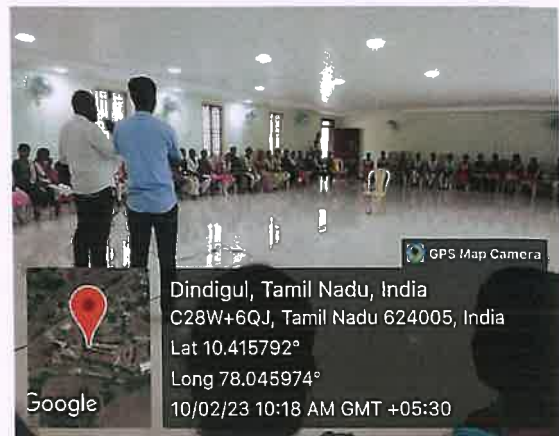 GPS Map Camera
Dindigul, Tamil Nadu, India
C28W+6QJ, Tamil Nadu 624005, India
Lat 10.415792°
Long 78.045974°
10/02/23 10:18 AM GMT +05:30
Google